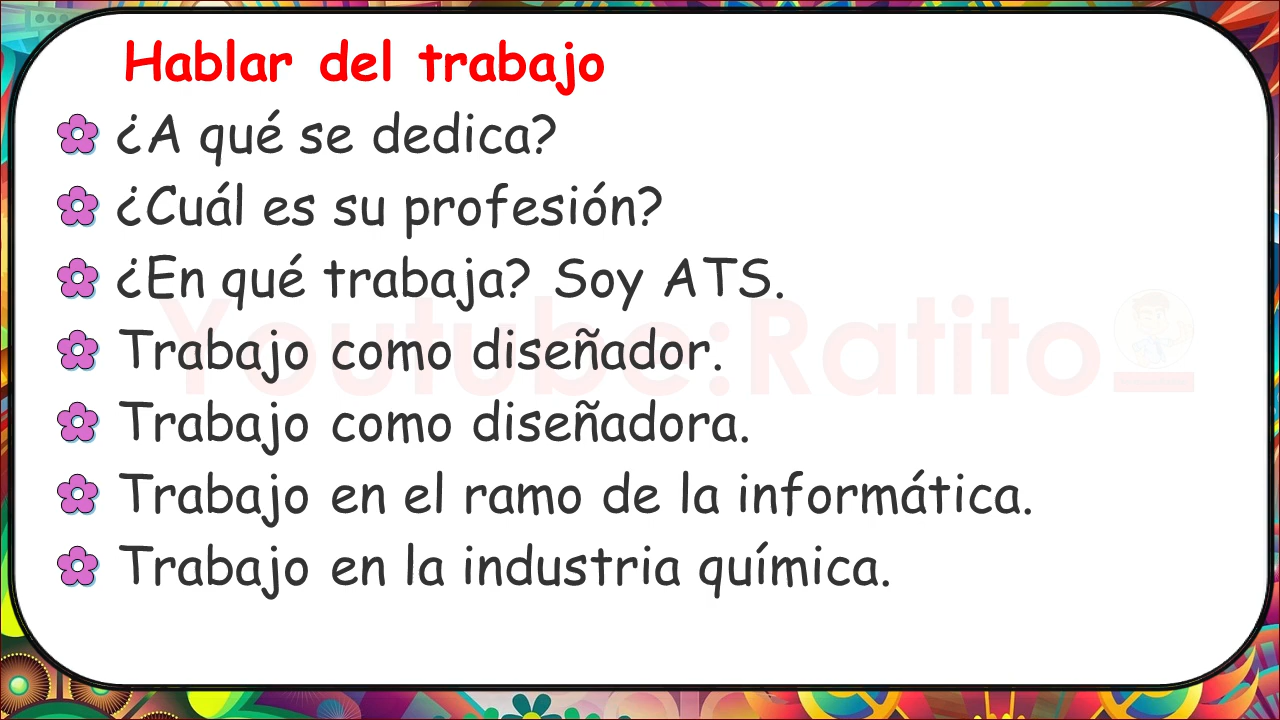 Hablar del trabajo
¿A qué se dedica?
¿Cuál es su profesión?
¿En qué trabaja? Soy ATS.
Trabajo como diseñador.
Youtube:Ratito
Trabajo como diseñadora.
Trabajo en el ramo de la informática.
Trabajo en la industria química.